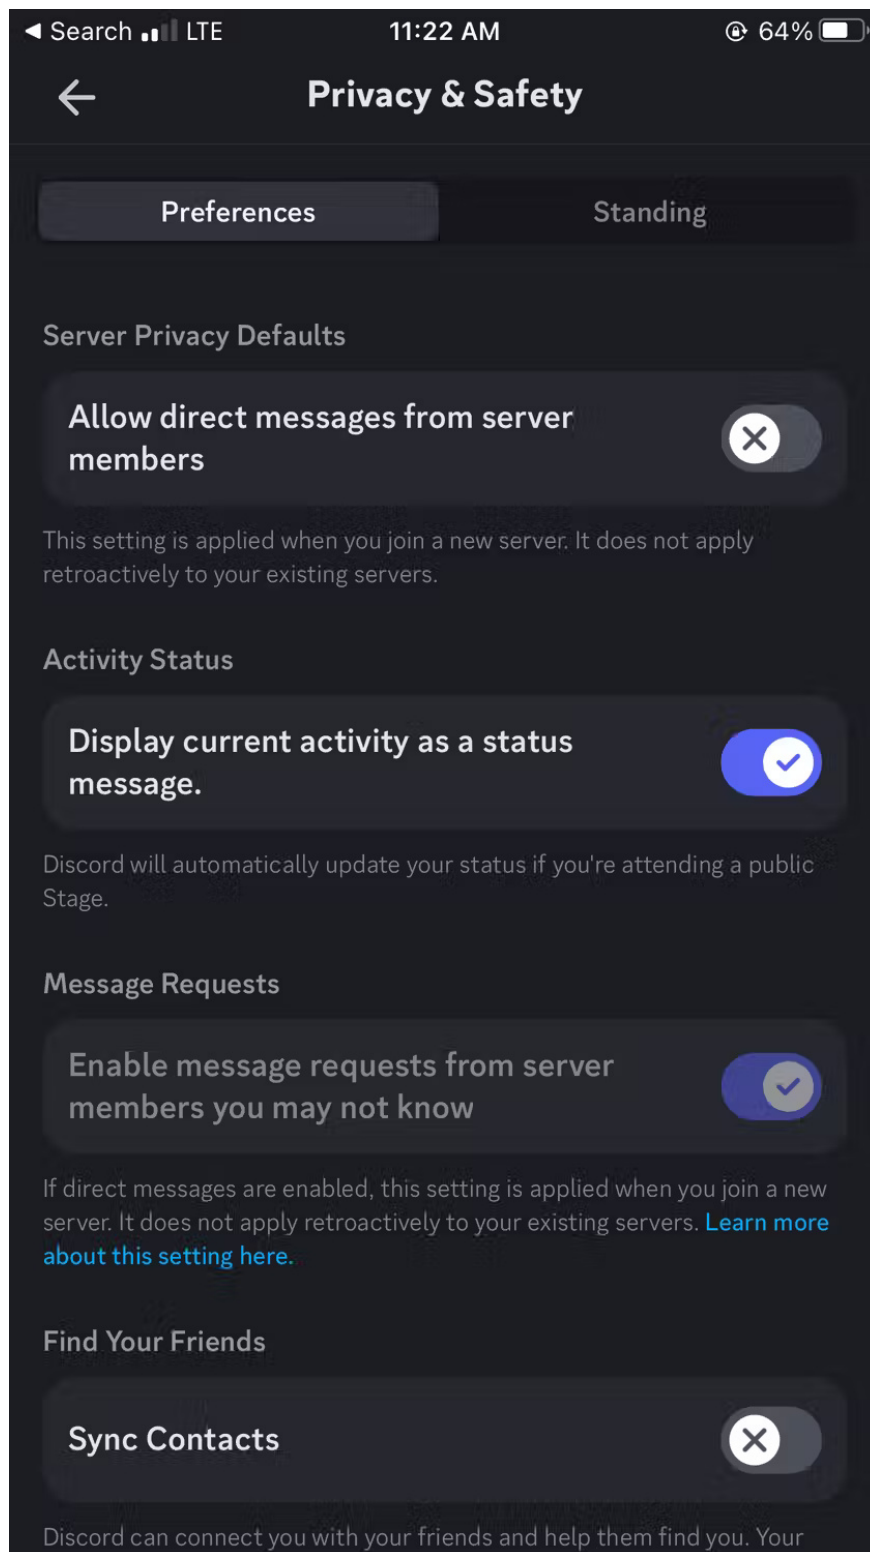 Search LTE 11:22 AM 64%
Privacy & Safety
Preferences Standing
Server Privacy Defaults
Allow direct messages from server
members
This setting is applied when you join a new server. It does not apply
retroactively to your existing servers.
Activity Status
Display current activity as a status
message.
Discord will automatically update your status if you're attending a public
Stage.
Message Requests
Enable message requests from server
members you may not know
If direct messages are enabled, this setting is applied when you join a new
server. It does not apply retroactively to your existing servers. Learn more
about this setting here.
Find Your Friends
Sync Contacts
Discord can connect you with your friends and help them find you. Your